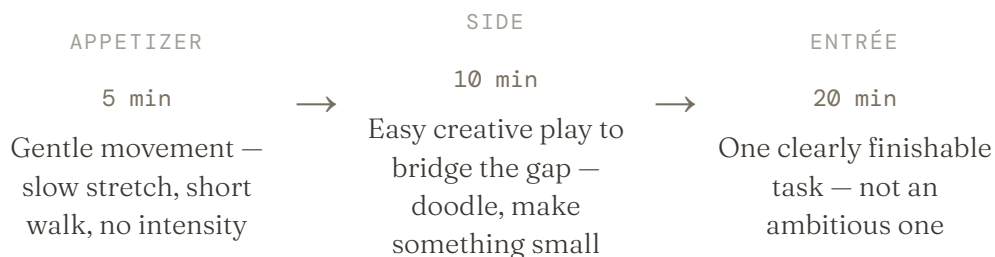 APPETIZER
5 min
Gentle movement —
slow stretch, short
walk, no intensity
→
SIDE
10 min
Easy creative play to
bridge the gap —
doodle, make
something small
→
ENTRÉE
20 min
One clearly finishable
task — not an
ambitious one